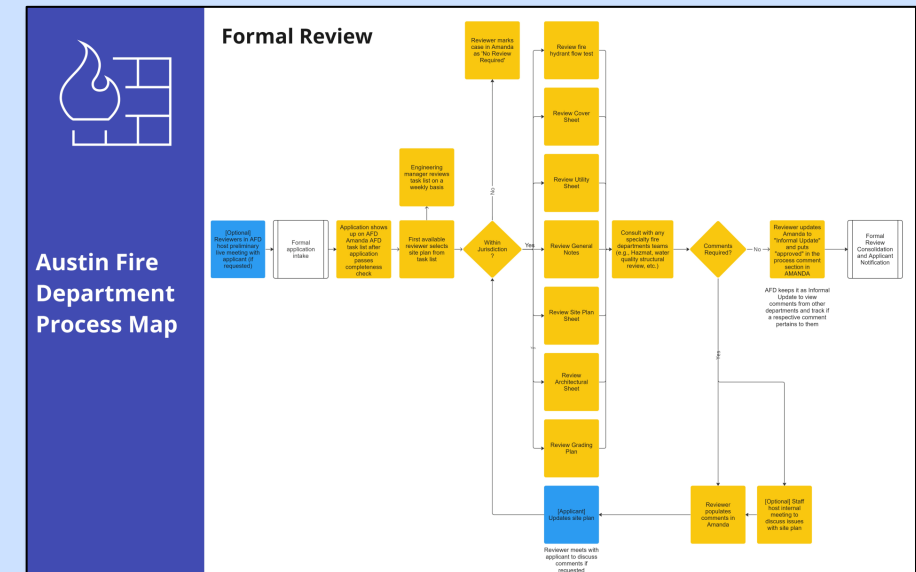 Austin Fire
Department
Process Map
Formal Review
[Optional]
Reviewers in AFD
host preliminary
live meeting with
applicant (if
requested)
Formal
application
intake
Application shows
up on AFD
Amanda AFD
task list after
application
passes
completeness
check
Engineering
manager reviews
task list on a
weekly basis
First available
reviewer selects
site plan from
task list
Reviewer marks
case in Amanda
as 'No Review
Required'
No
Within
Jurisdiction
?
Yes
Review fire
hydrant flow test
Review Cover
Sheet
Review Utility
Sheet
Review General
Notes
Review Site Plan
Sheet
Review
Architectural
Sheet
Review Grading
Plan
Consult with any
specialty fire
departments teams
(e.g., Hazmat, water
quality structural
review, etc.)
Comments
Required?
No
Reviewer updates
Amanda to
"Informal Update"
and puts
"approved" in the
process comment
section in
AMANDA
AFD keeps it as Informal
Update to view
comments from other
departments and track if
a respective comment
pertains to them
Formal
Review
Consolidation
and Applicant
Notification
Yes
[Optional] Staff
host internal
meeting to
discuss issues
with site plan
Reviewer
populates
comments in
Amanda
[Applicant]
Updates site plan
Reviewer meets with
applicant to discuss
comments if
requested